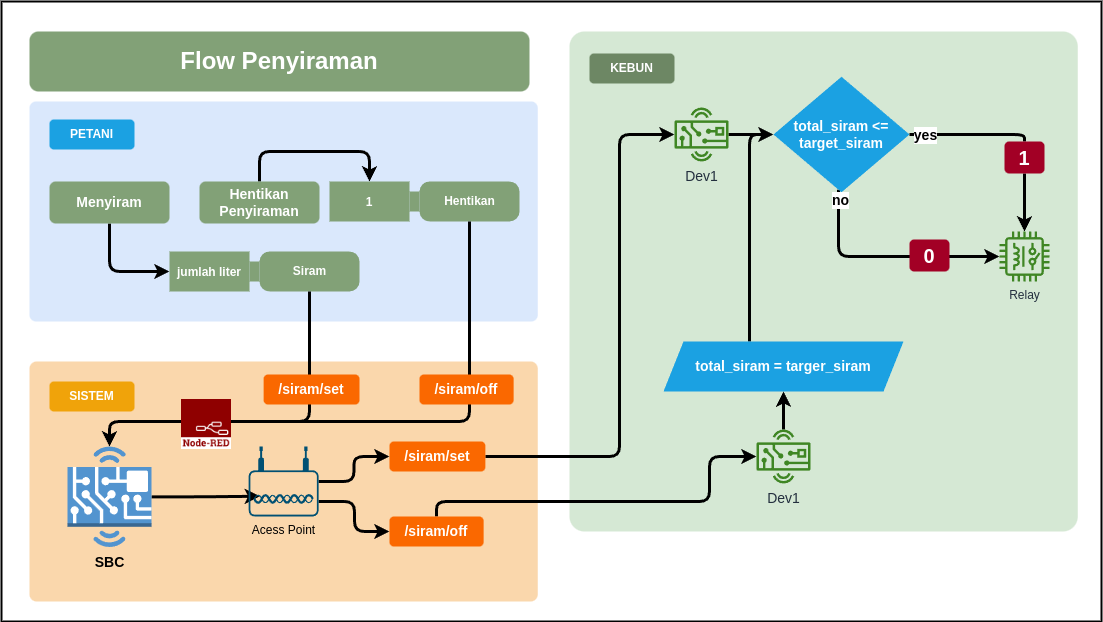 Flow Penyiraman
PETANI
Menyiram
Hentikan
Penyiraman
1
Hentikan
jumlah liter
Siram
SISTEM
/siram/set
/siram/off
Node-RED
SBC
Acess Point
/siram/set
/siram/off
KEBUN
Dev1
total_siram <=
target_siram
yes
1
no
0
Relay
total_siram = targer_siram
Dev1